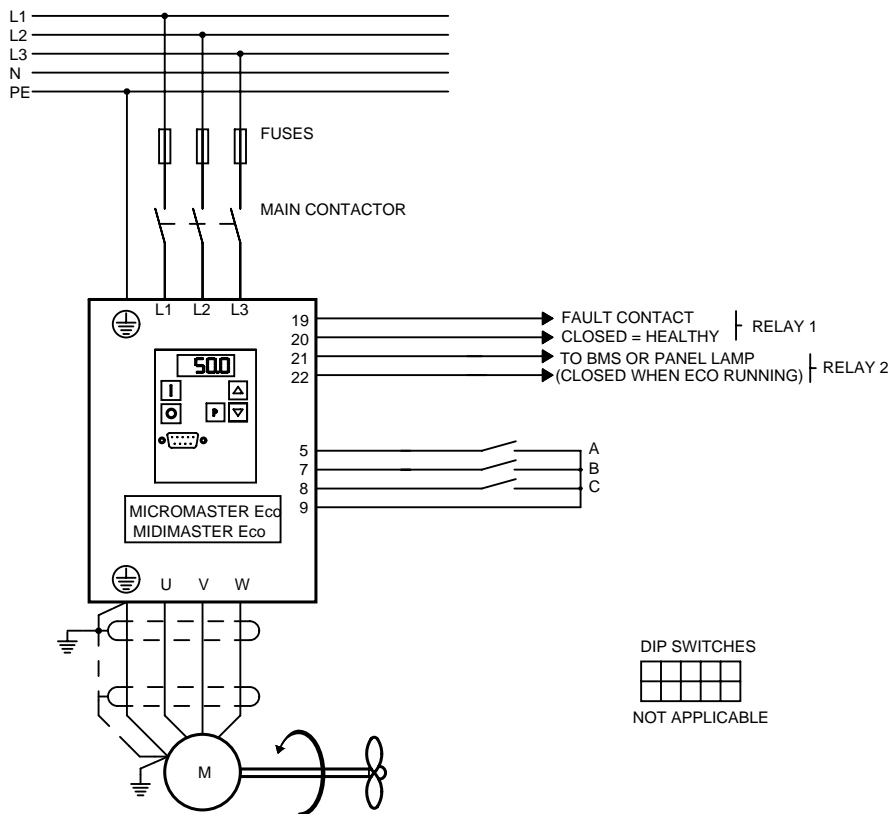 L1
L2
L3
N
PE
FUSES
MAIN CONTACTOR
L1 L2 L3
19
20
21
22
FAULT CONTACT
CLOSED = HEALTHY
RELAY 1
TO BMS OR PANEL LAMP
(CLOSED WHEN ECO RUNNING)
RELAY 2
50.0
I
O
P
5
7
8
9
A
B
C
MICROMASTER Eco
MIDIMASTER Eco
U V W
M
DIP SWITCHES
NOT APPLICABLE